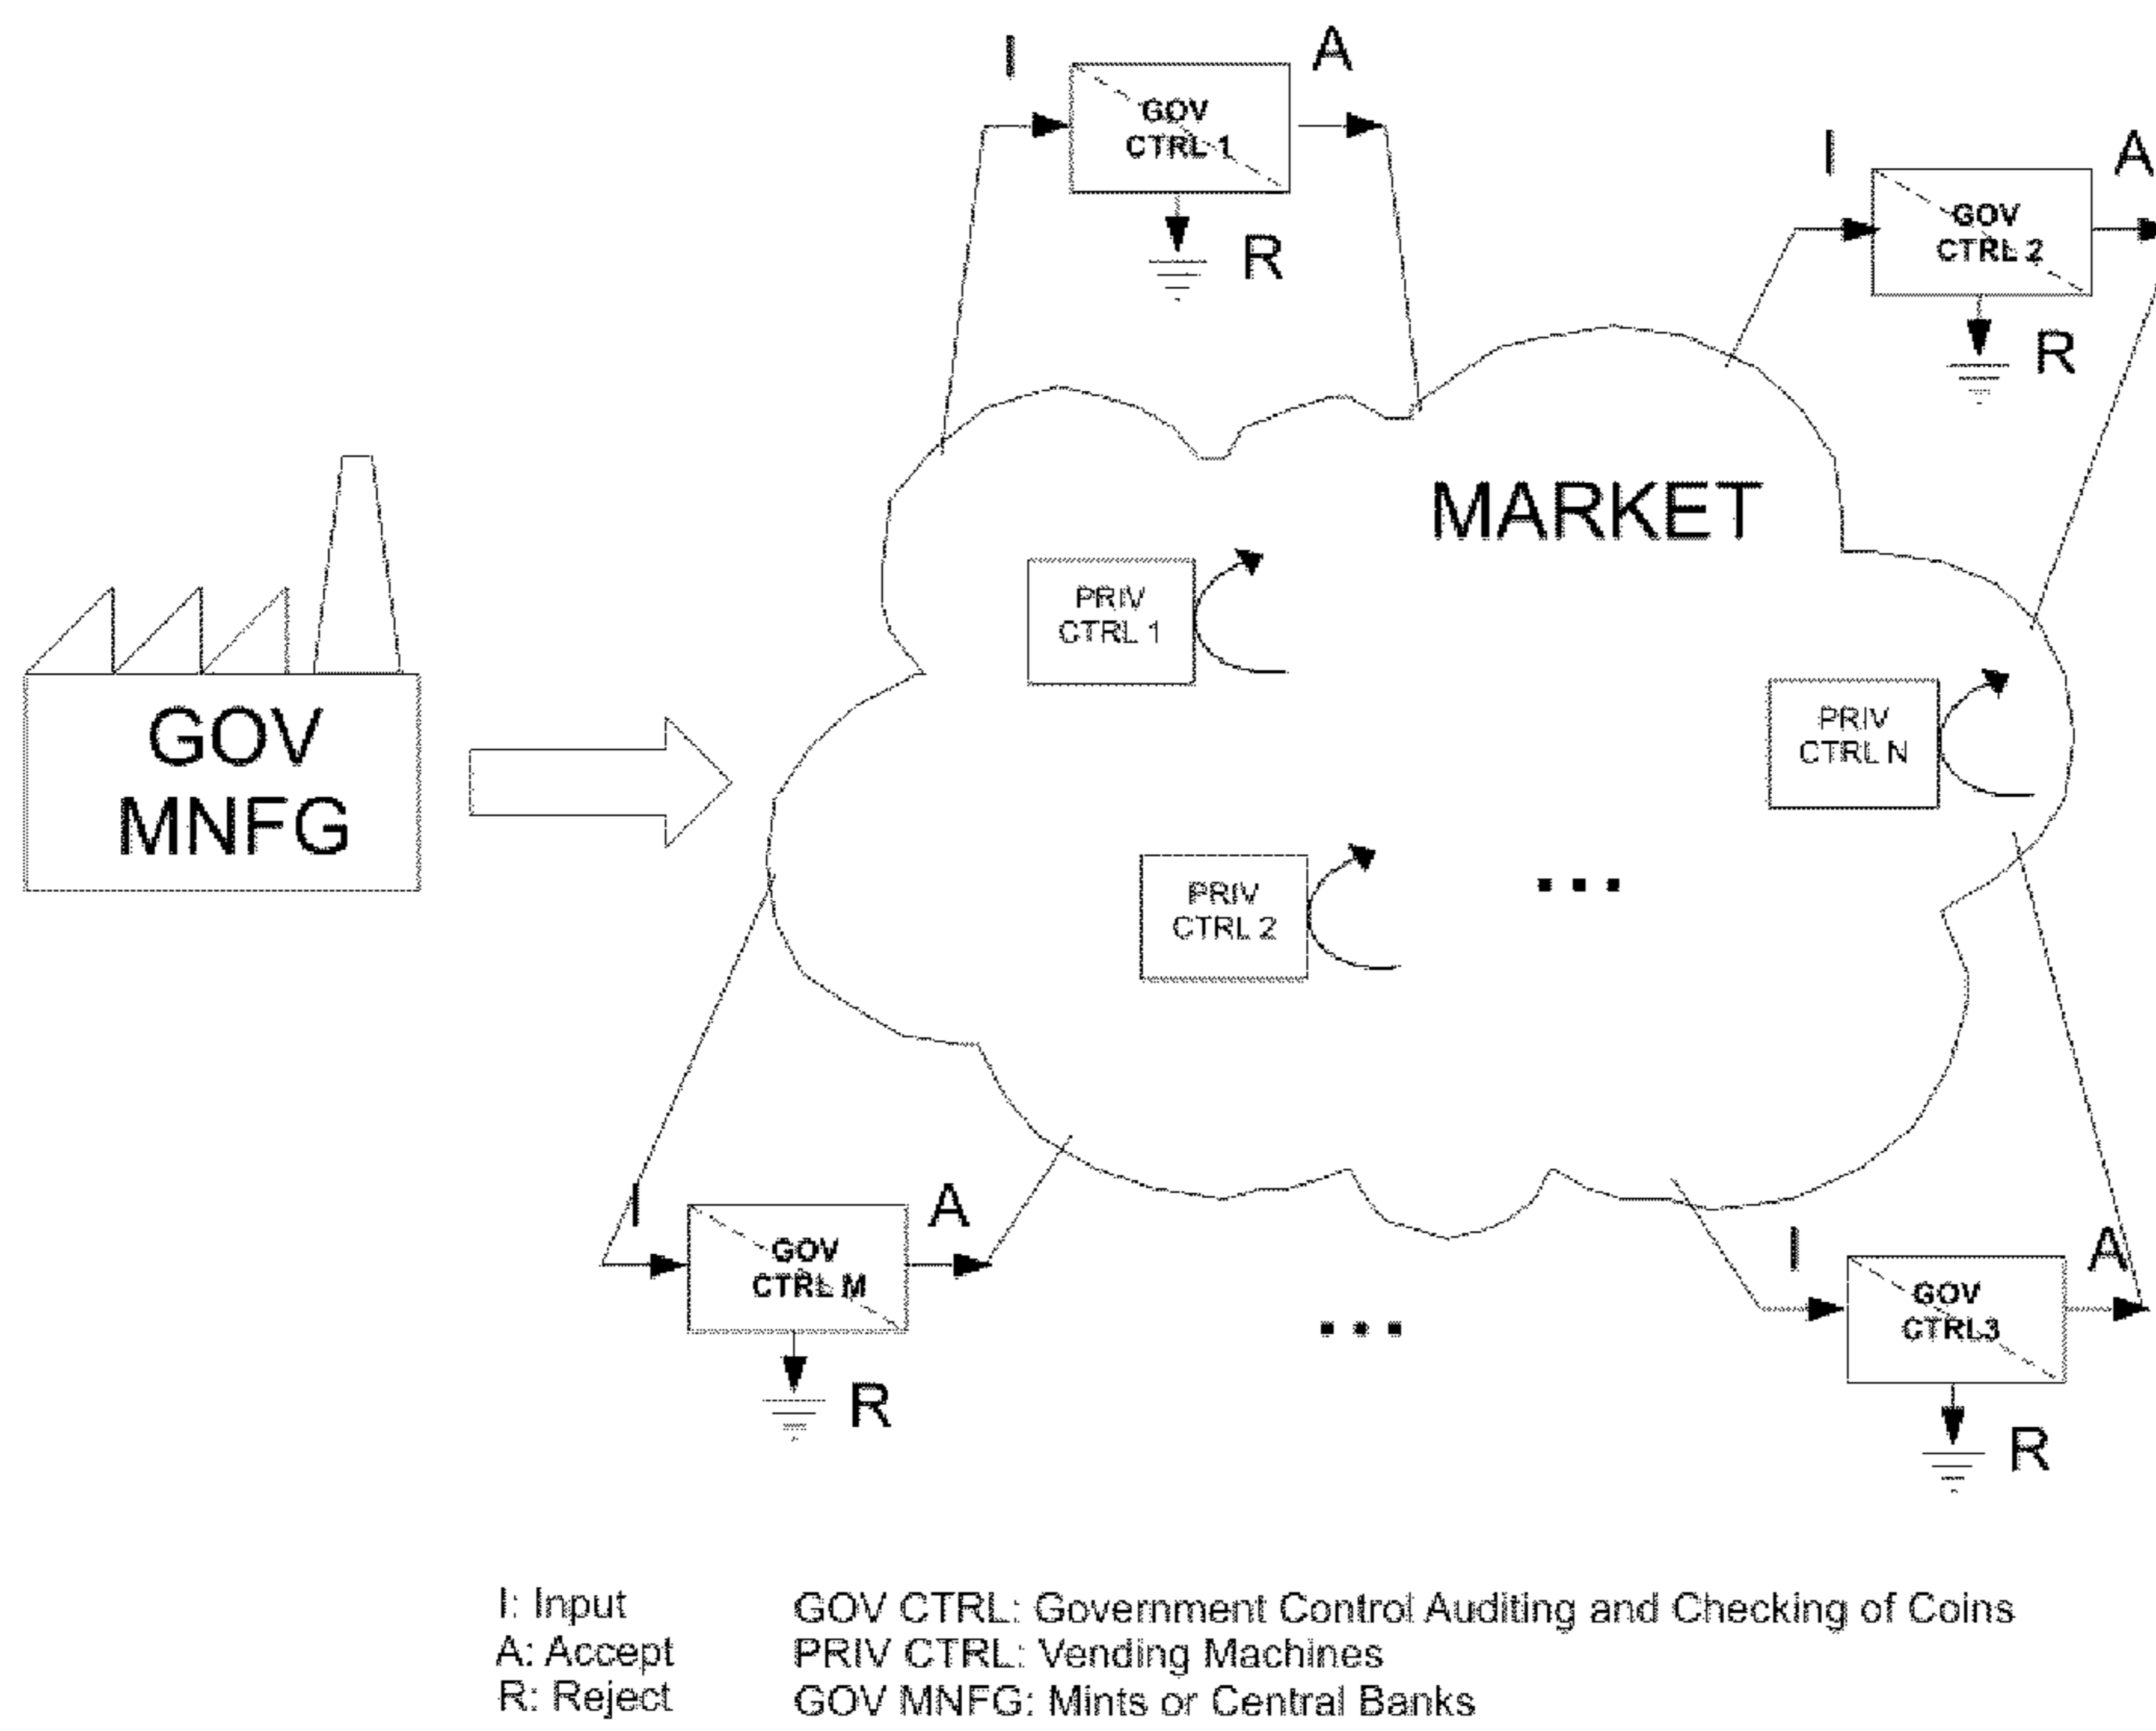 I
A
GOV
CTRL 1
R
I
A
GOV
CTRL 2
R
MARKET
PRIV
CTRL 1
PRIV
CTRL N
GOV
MNFG
PRIV
CTRL 2
...
I
A
GOV
CTRL M
R
...
I
A
GOV
CTRL3
R
I: Input
A: Accept
R: Reject
GOV CTRL: Government Control Auditing and Checking of Coins
PRIV CTRL: Vending Machines
GOV MNFG: Mints or Central Banks